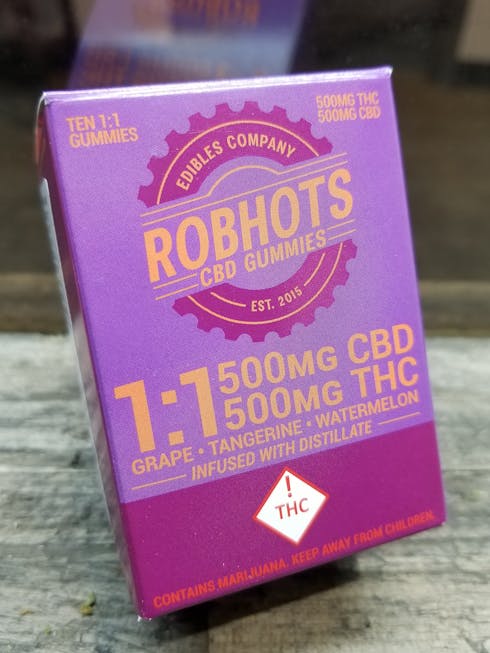 TEN 1:1
GUMMIES
500MG THC
500MG CBD
EDIBLES COMPANY
ROBHOTS
CBD GUMMIES
EST. 2015
1:1
500MG CBD
500MG THC
GRAPE • TANGERINE • WATERMELON
INFUSED WITH DISTILLATE
!
THC
CONTAINS MARIJUANA. KEEP AWAY FROM CHILDREN.